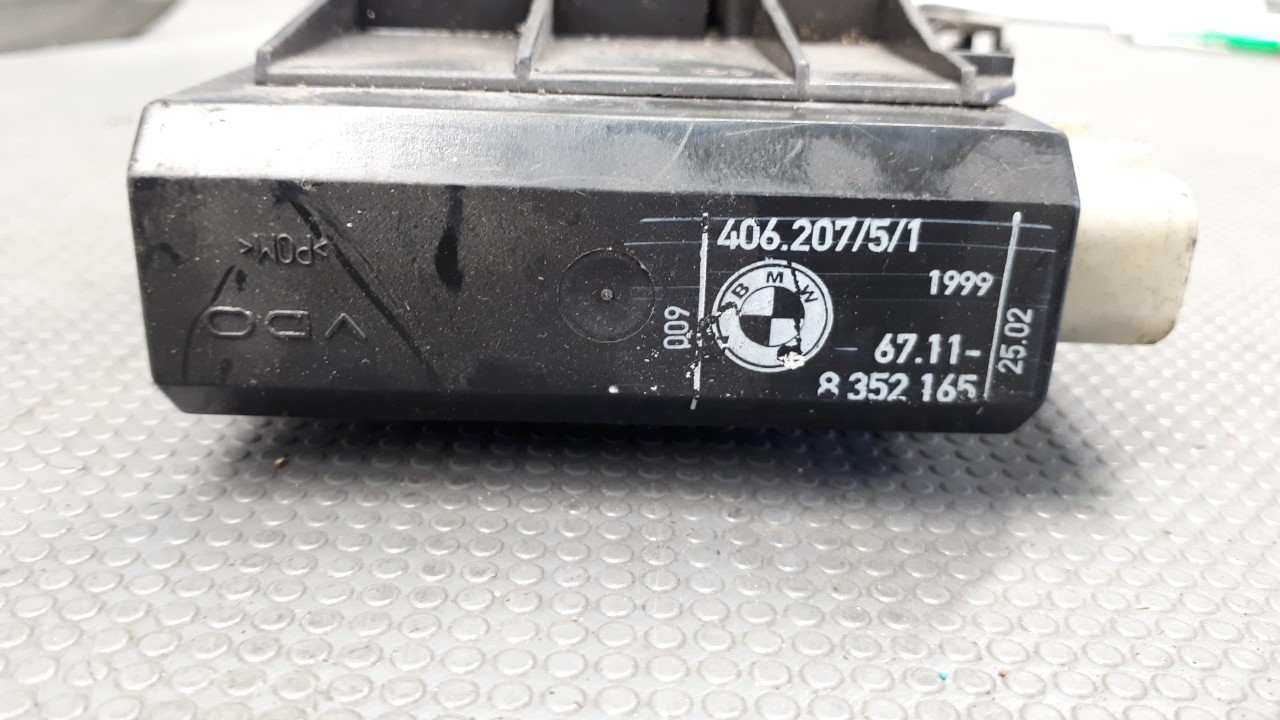 >POM<
VDO
009
406.207/5/1
BMW
1999
67.11-
8 352 165
25.02